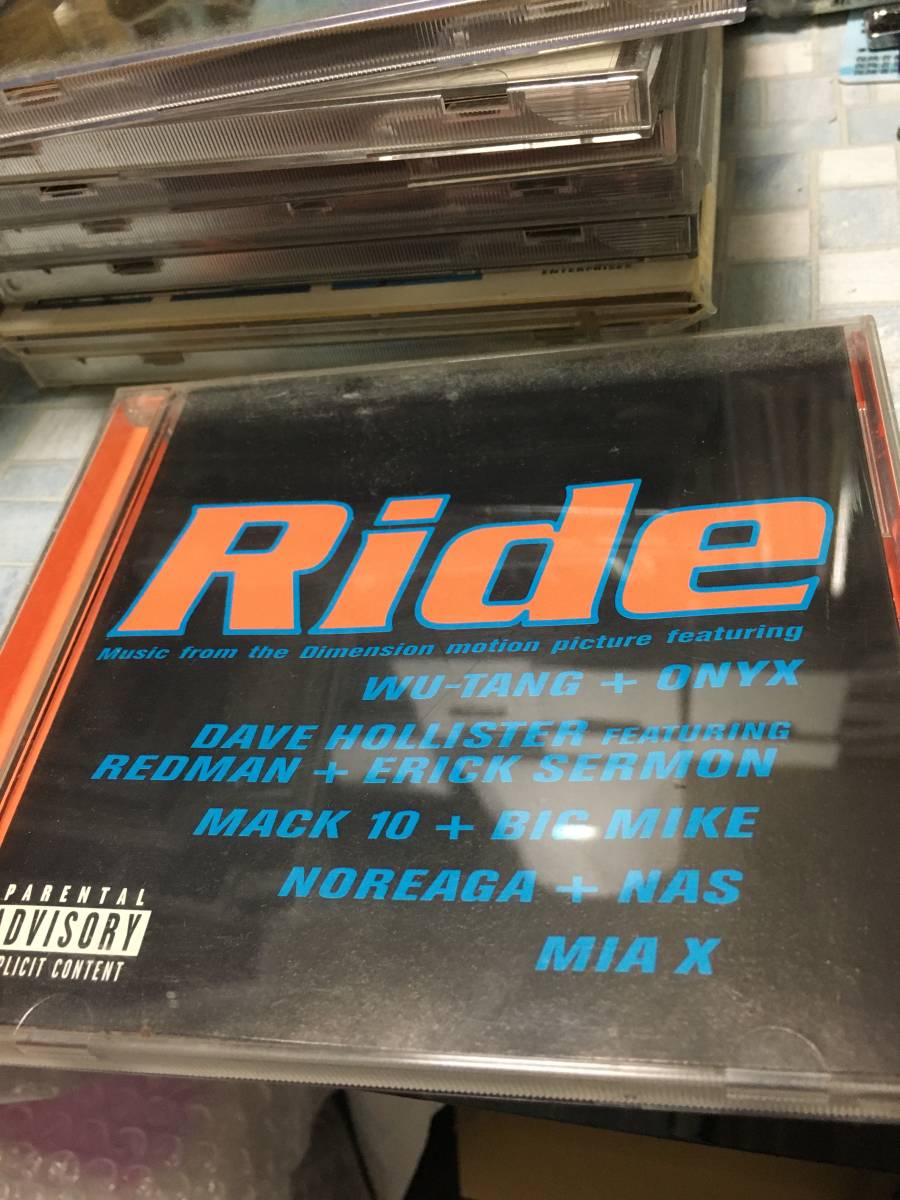 ENTERPRISES
Ride
Music from the Dimension motion picture featuring
WU-TANG + ONYX
DAVE HOLLISTER FEATURING
REDMAN + ERICK SERMON
MACK 10 + BIG MIKE
NOREAGA + NAS
MIA X
PARENTAL
ADVISORY
PLICIT CONTENT